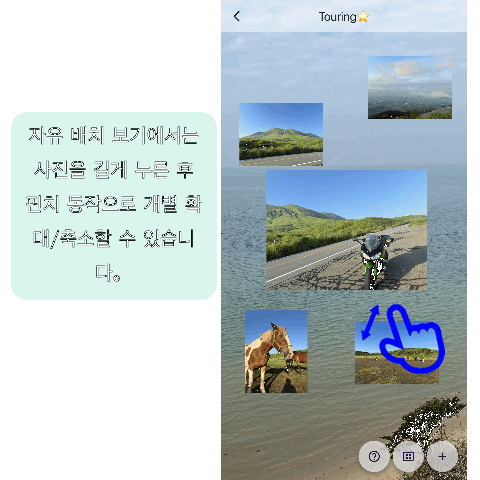 Touring⭐
자유 배치 보기에서는
사진을 길게 누른 후
핀치 동작으로 개별 확
대/축소할 수 있습니
다。